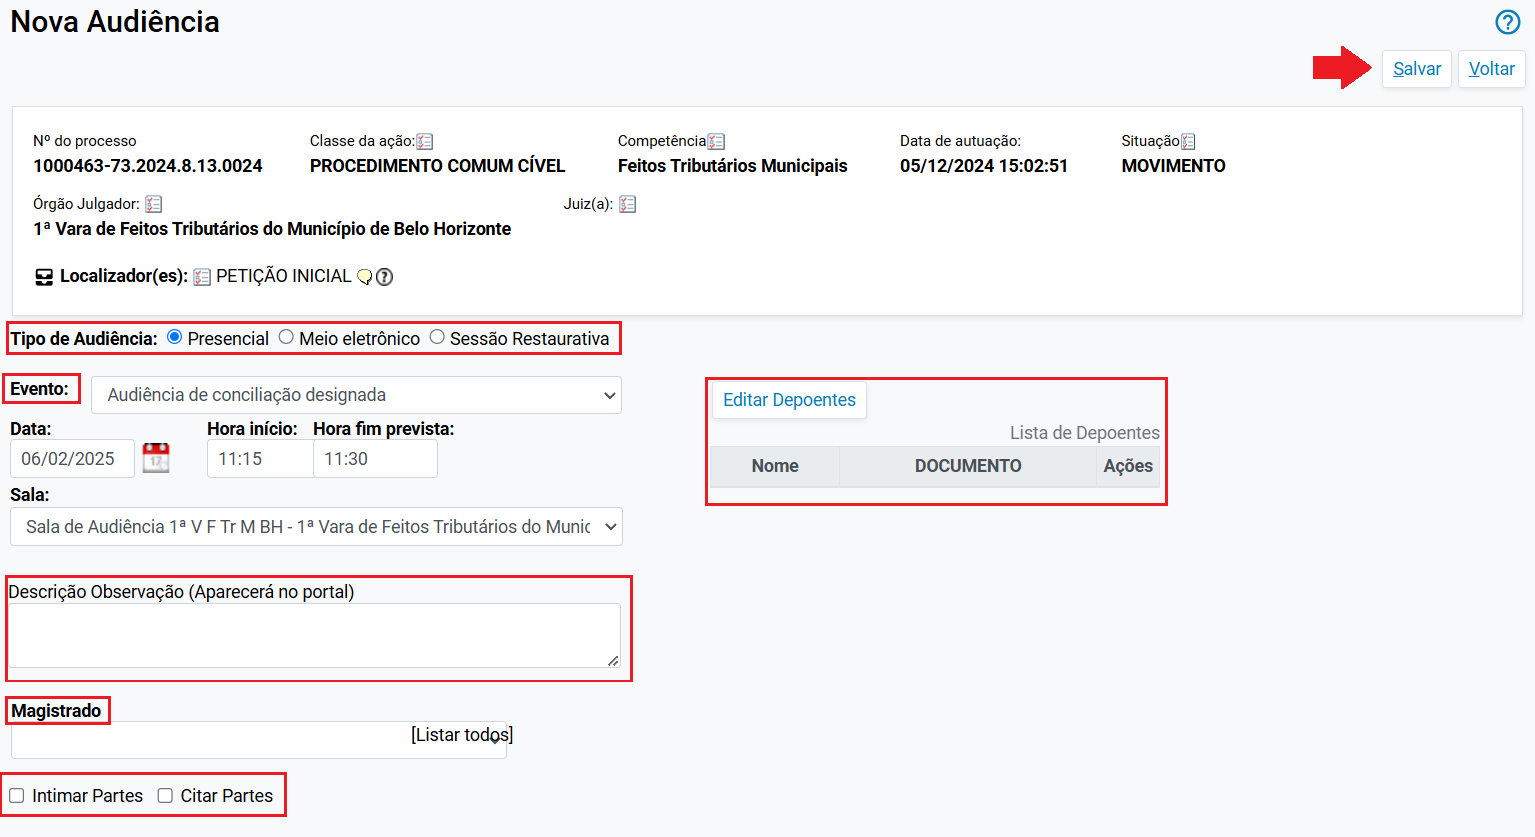 Nova Audiência
Salvar Voltar
Nº do processo Classe da ação: Competência Data de autuação: Situação
1000463-73.2024.8.13.0024 PROCEDIMENTO COMUM CÍVEL Feitos Tributários Municipais 05/12/2024 15:02:51 MOVIMENTO
Órgão Julgador: Juiz(a):
1ª Vara de Feitos Tributários do Município de Belo Horizonte
Localizador(es): PETIÇÃO INICIAL
Tipo de Audiência: Presencial Meio eletrônico Sessão Restaurativa
Evento: Audiência de conciliação designada
Data: Hora início: Hora fim prevista:
06/02/2025 17 11:15 11:30
Sala:
Sala de Audiência 1ª V F Tr M BH - 1ª Vara de Feitos Tributários do Munic
Editar Depoentes
Lista de Depoentes
Nome DOCUMENTO Ações
Descrição Observação (Aparecerá no portal)
Magistrado
[Listar todos]
Intimar Partes Citar Partes